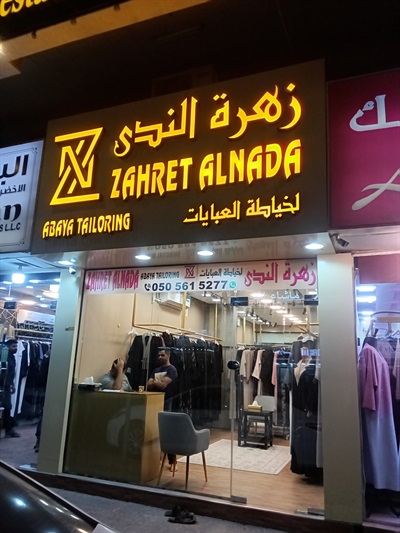 زهرة الندى
ZAHRET ALNADA
ABAYA TAILORING
لخياطة العبايات
ZAHRET ALNADA
ABAYA TAILORING
لخياطة العبايات
زهرة الندى
050 561 5277
S L.L.C